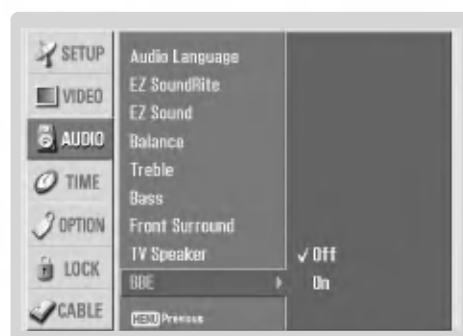 SETUP
VIDEO
AUDIO
TIME
OPTION
LOCK
CABLE
Audio Language
EZ SoundRite
EZ Sound
Balance
Treble
Bass
Front Surround
TV Speaker
BBE
MENU Previous
✓ Off
On